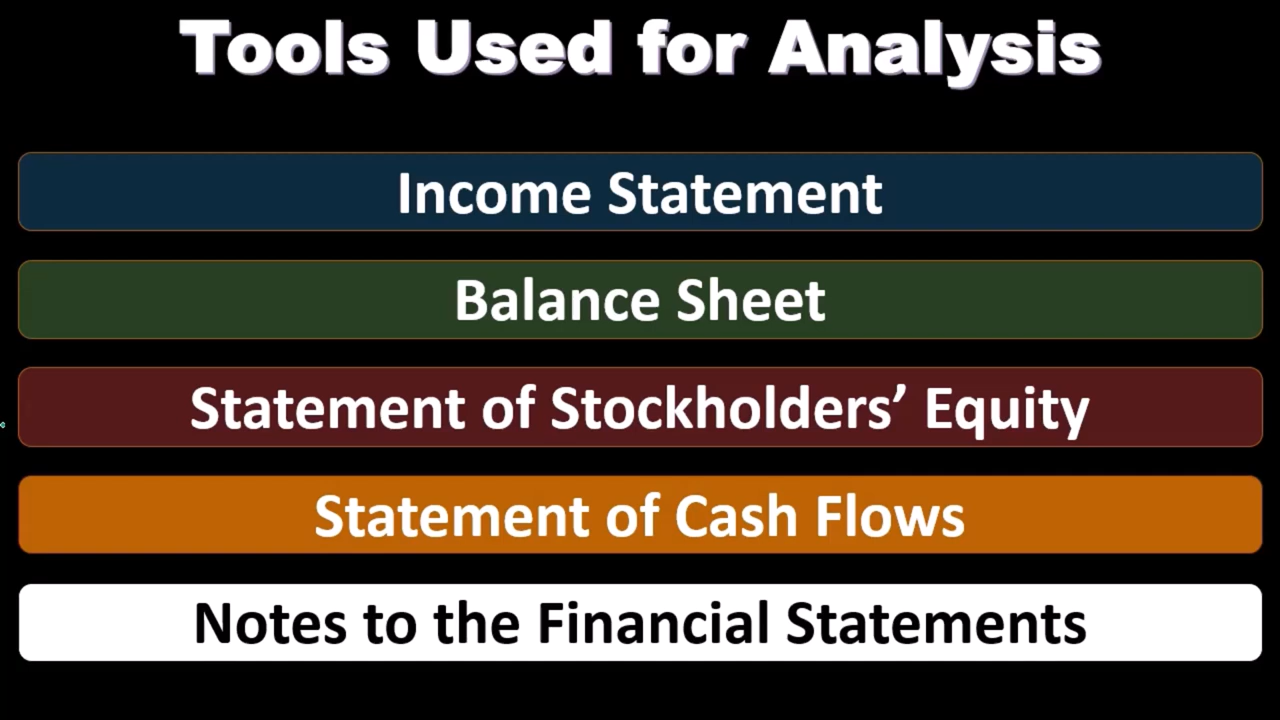 Tools Used for Analysis
Income Statement
Balance Sheet
Statement of Stockholders’ Equity
Statement of Cash Flows
Notes to the Financial Statements